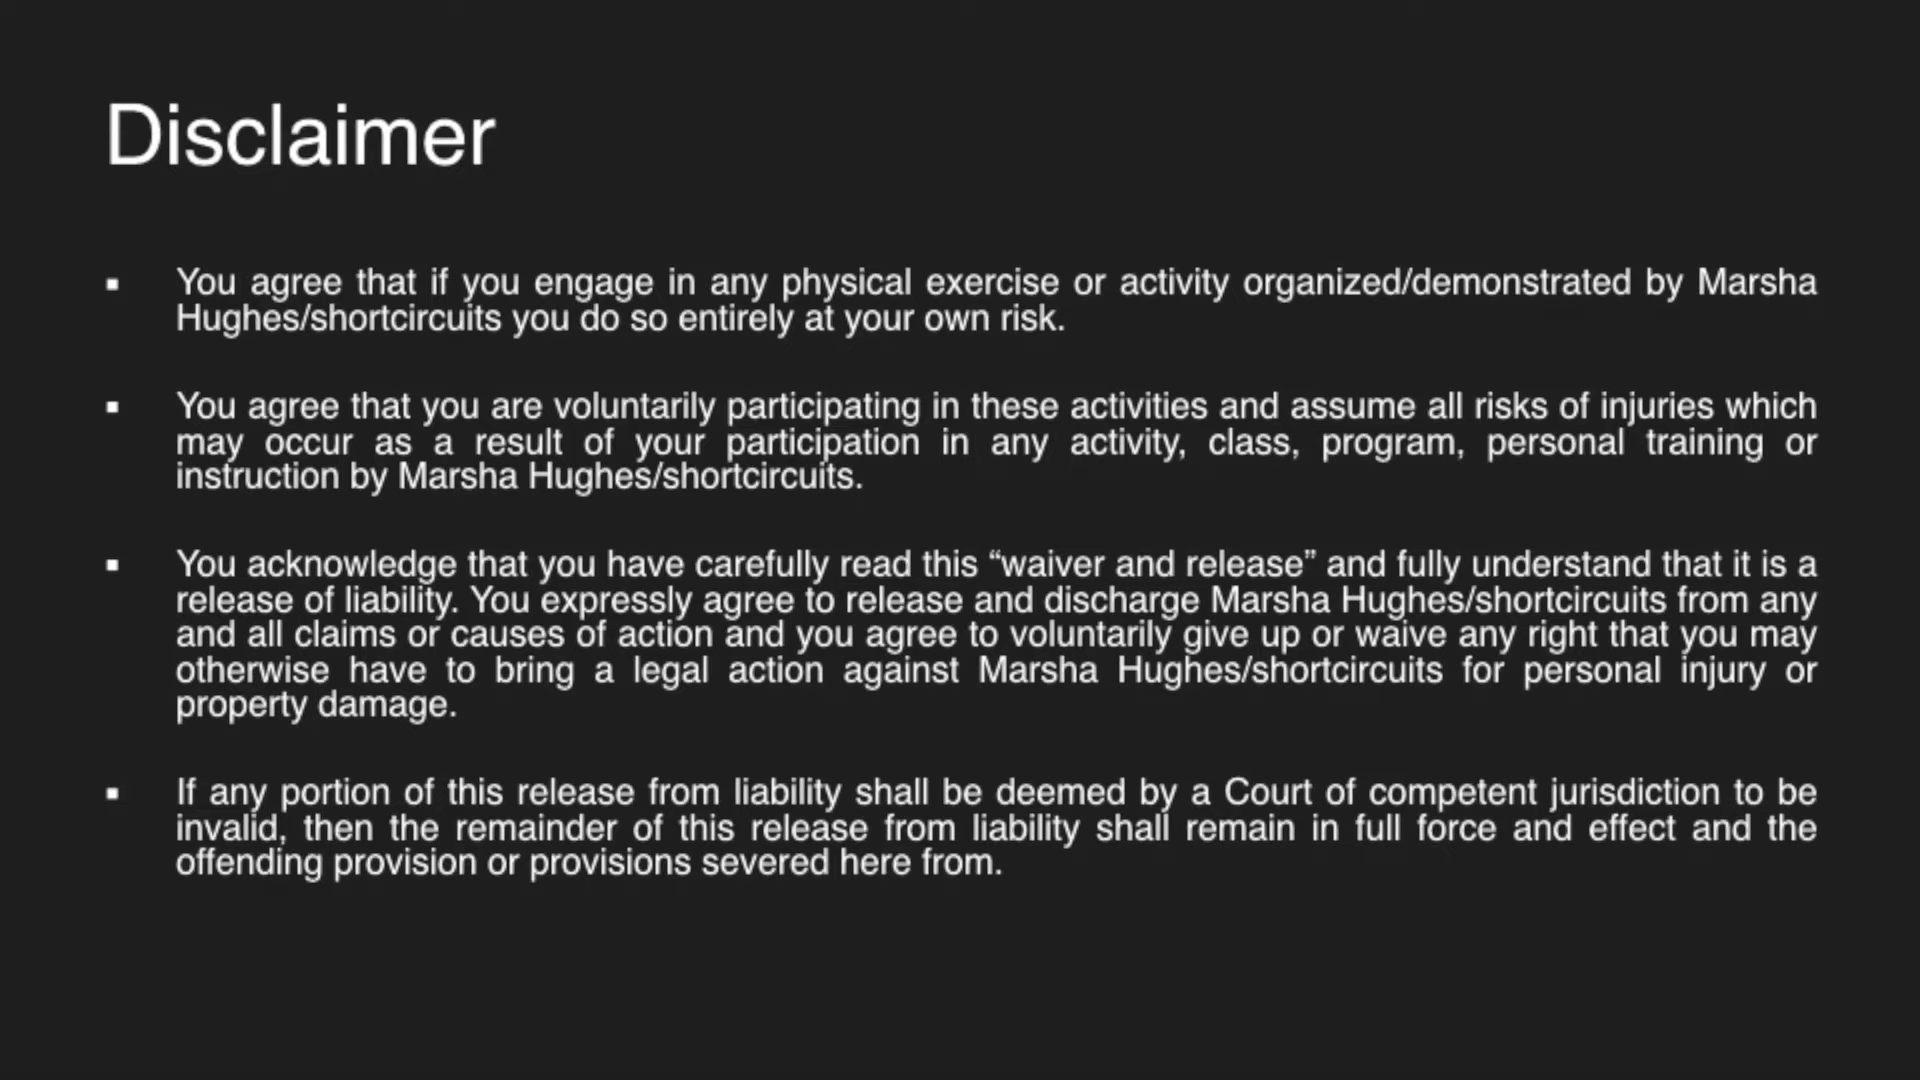 Disclaimer
▪ You agree that if you engage in any physical exercise or activity organized/demonstrated by Marsha
Hughes/shortcircuits you do so entirely at your own risk.
▪ You agree that you are voluntarily participating in these activities and assume all risks of injuries which
may occur as a result of your participation in any activity, class, program, personal training or
instruction by Marsha Hughes/shortcircuits.
▪ You acknowledge that you have carefully read this “waiver and release” and fully understand that it is a
release of liability. You expressly agree to release and discharge Marsha Hughes/shortcircuits from any
and all claims or causes of action and you agree to voluntarily give up or waive any right that you may
otherwise have to bring a legal action against Marsha Hughes/shortcircuits for personal injury or
property damage.
▪ If any portion of this release from liability shall be deemed by a Court of competent jurisdiction to be
invalid, then the remainder of this release from liability shall remain in full force and effect and the
offending provision or provisions severed here from.